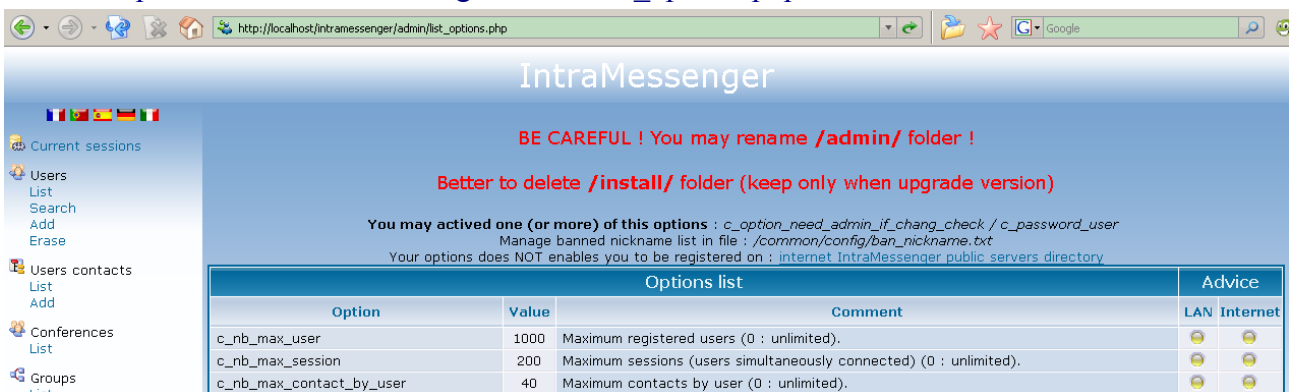 http://localhost/intramessenger/admin/list_options.php
Google
IntraMessenger
Current sessions
Users
List
Search
Add
Erase
Users contacts
List
Add
Conferences
List
Groups
BE CAREFUL ! You may rename /admin/ folder !
Better to delete /install/ folder (keep only when upgrade version)
You may actived one (or more) of this options : c_option_need_admin_if_chang_check / c_password_user
Manage banned nickname list in file : /common/config/ban_nickname.txt
Your options does NOT enables you to be registered on : internet IntraMessenger public servers directory
Options list Advice
Option Value Comment LAN Internet
c_nb_max_user 1000 Maximum registered users (0 : unlimited).
c_nb_max_session 200 Maximum sessions (users simultaneously connected) (0 : unlimited).
c_nb_max_contact_by_user 40 Maximum contacts by user (0 : unlimited).